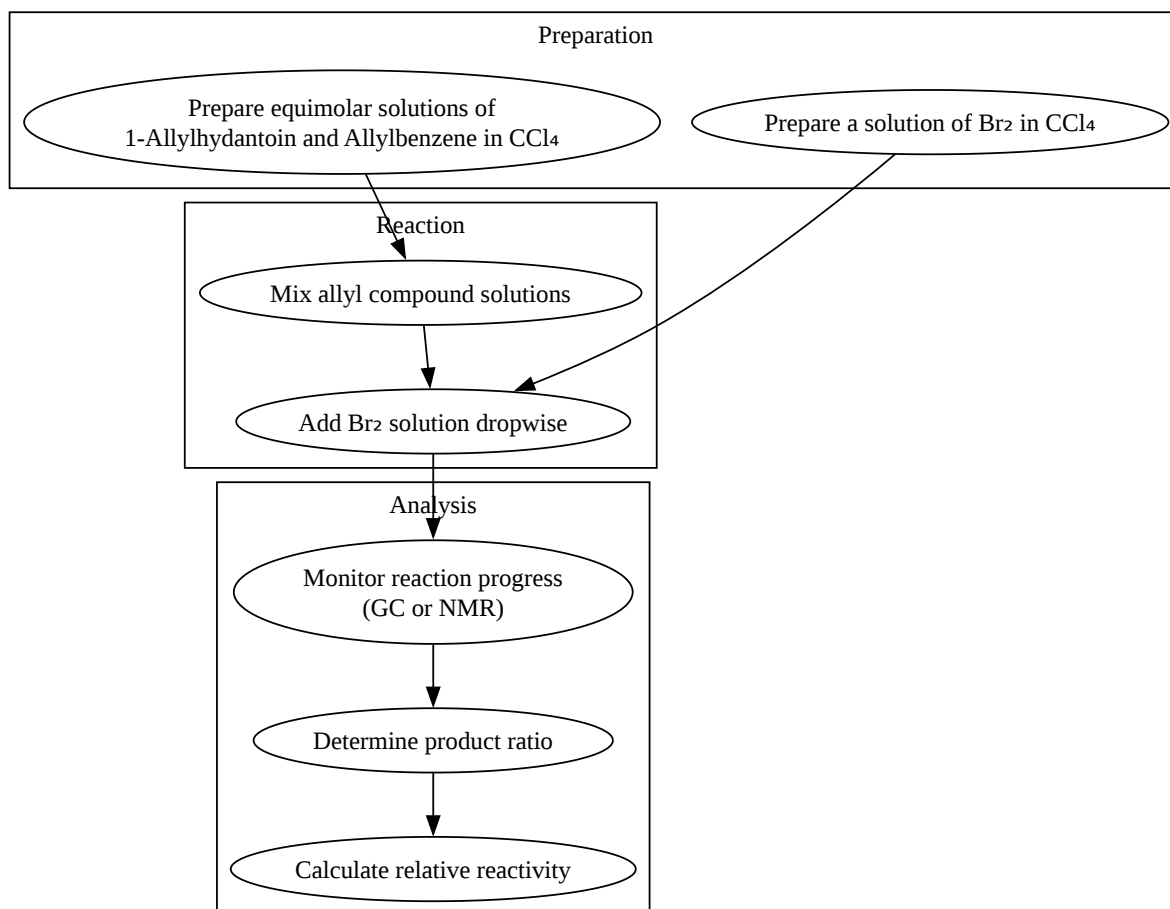 Preparation
Prepare equimolar solutions of
1-Allylhydantoin and Allylbenzene in CCl₄
Prepare a solution of Br₂ in CCl₄
Reaction
Mix allyl compound solutions
Add Br₂ solution dropwise
Analysis
Monitor reaction progress
(GC or NMR)
Determine product ratio
Calculate relative reactivity